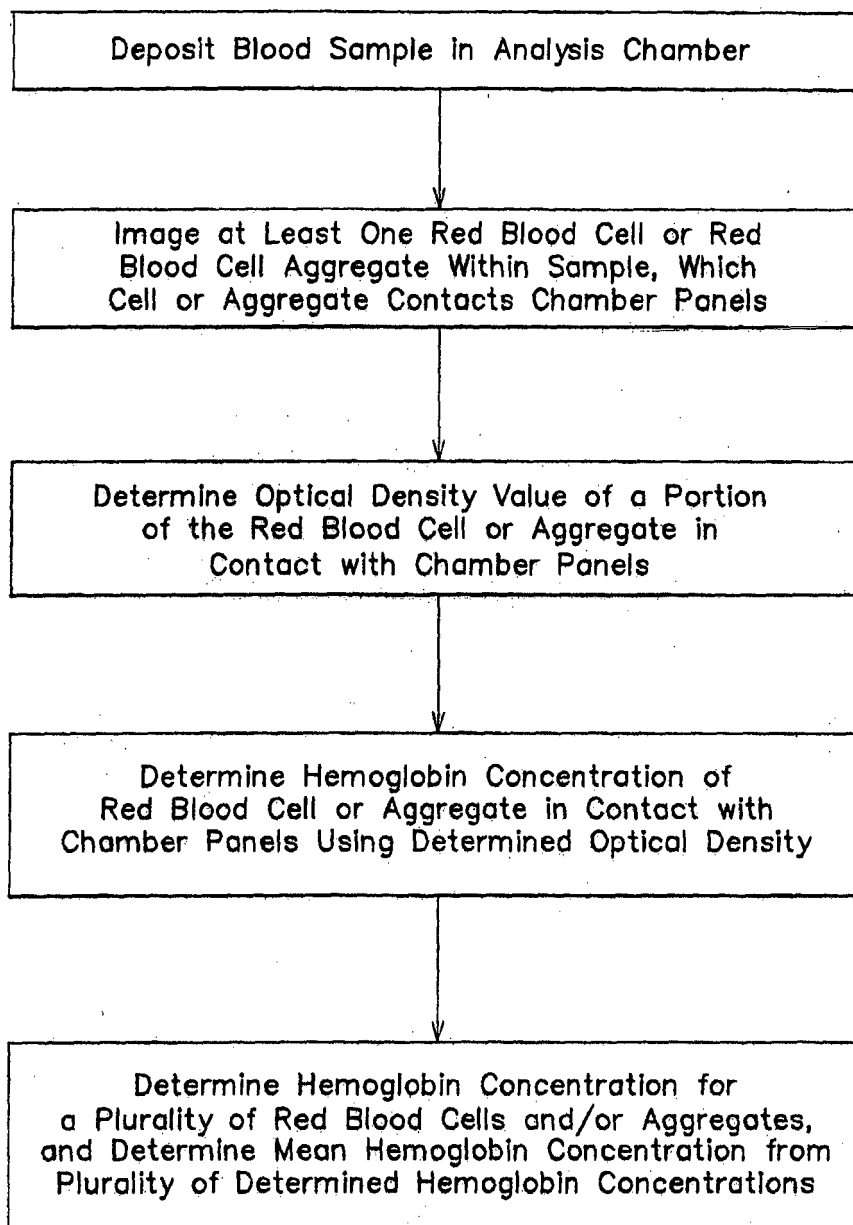 Deposit Blood Sample in Analysis Chamber
Image at Least One Red Blood Cell or Red
Blood Cell Aggregate Within Sample, Which
Cell or Aggregate Contacts Chamber Panels
Determine Optical Density Value of a Portion
of the Red Blood Cell or Aggregate in
Contact with Chamber Panels
Determine Hemoglobin Concentration of
Red Blood Cell or Aggregate in Contact with
Chamber Panels Using Determined Optical Density
Determine Hemoglobin Concentration for
a Plurality of Red Blood Cells and/or Aggregates,
and Determine Mean Hemoglobin Concentration from
Plurality of Determined Hemoglobin Concentrations